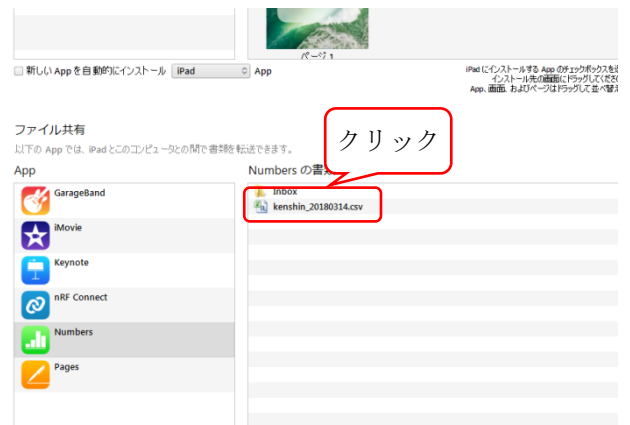 ページ 1
新しい App を自動的にインストール iPad App
iPad にインストールする App のチェックボックスを
インストール先の画面にドラッグしてくださ
App、画面、およびページはドラッグして並べ替え
ファイル共有
以下の App では、iPad とこのコンピュータとの間で書類を転送できます。
クリック
App
Numbers の書
GarageBand
iMovie
Keynote
nRF Connect
Numbers
Pages
Inbox
kenshin_20180314.csv